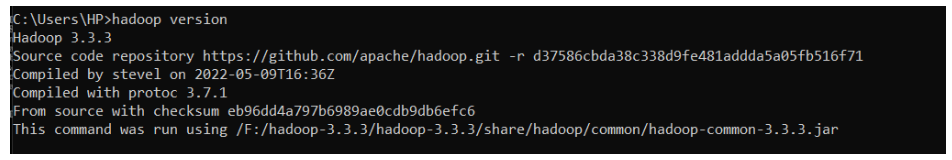 C:\Users\HP>hadoop version
Hadoop 3.3.3
Source code repository https://github.com/apache/hadoop.git -r d37586cbda38c338d9fe481addda5a05fb516f71
Compiled by stevel on 2022-05-09T16:36Z
Compiled with protoc 3.7.1
From source with checksum eb96dd4a797b6989ae0cdb9db6efc6
This command was run using /F:/hadoop-3.3.3/hadoop-3.3.3/share/hadoop/common/hadoop-common-3.3.3.jar